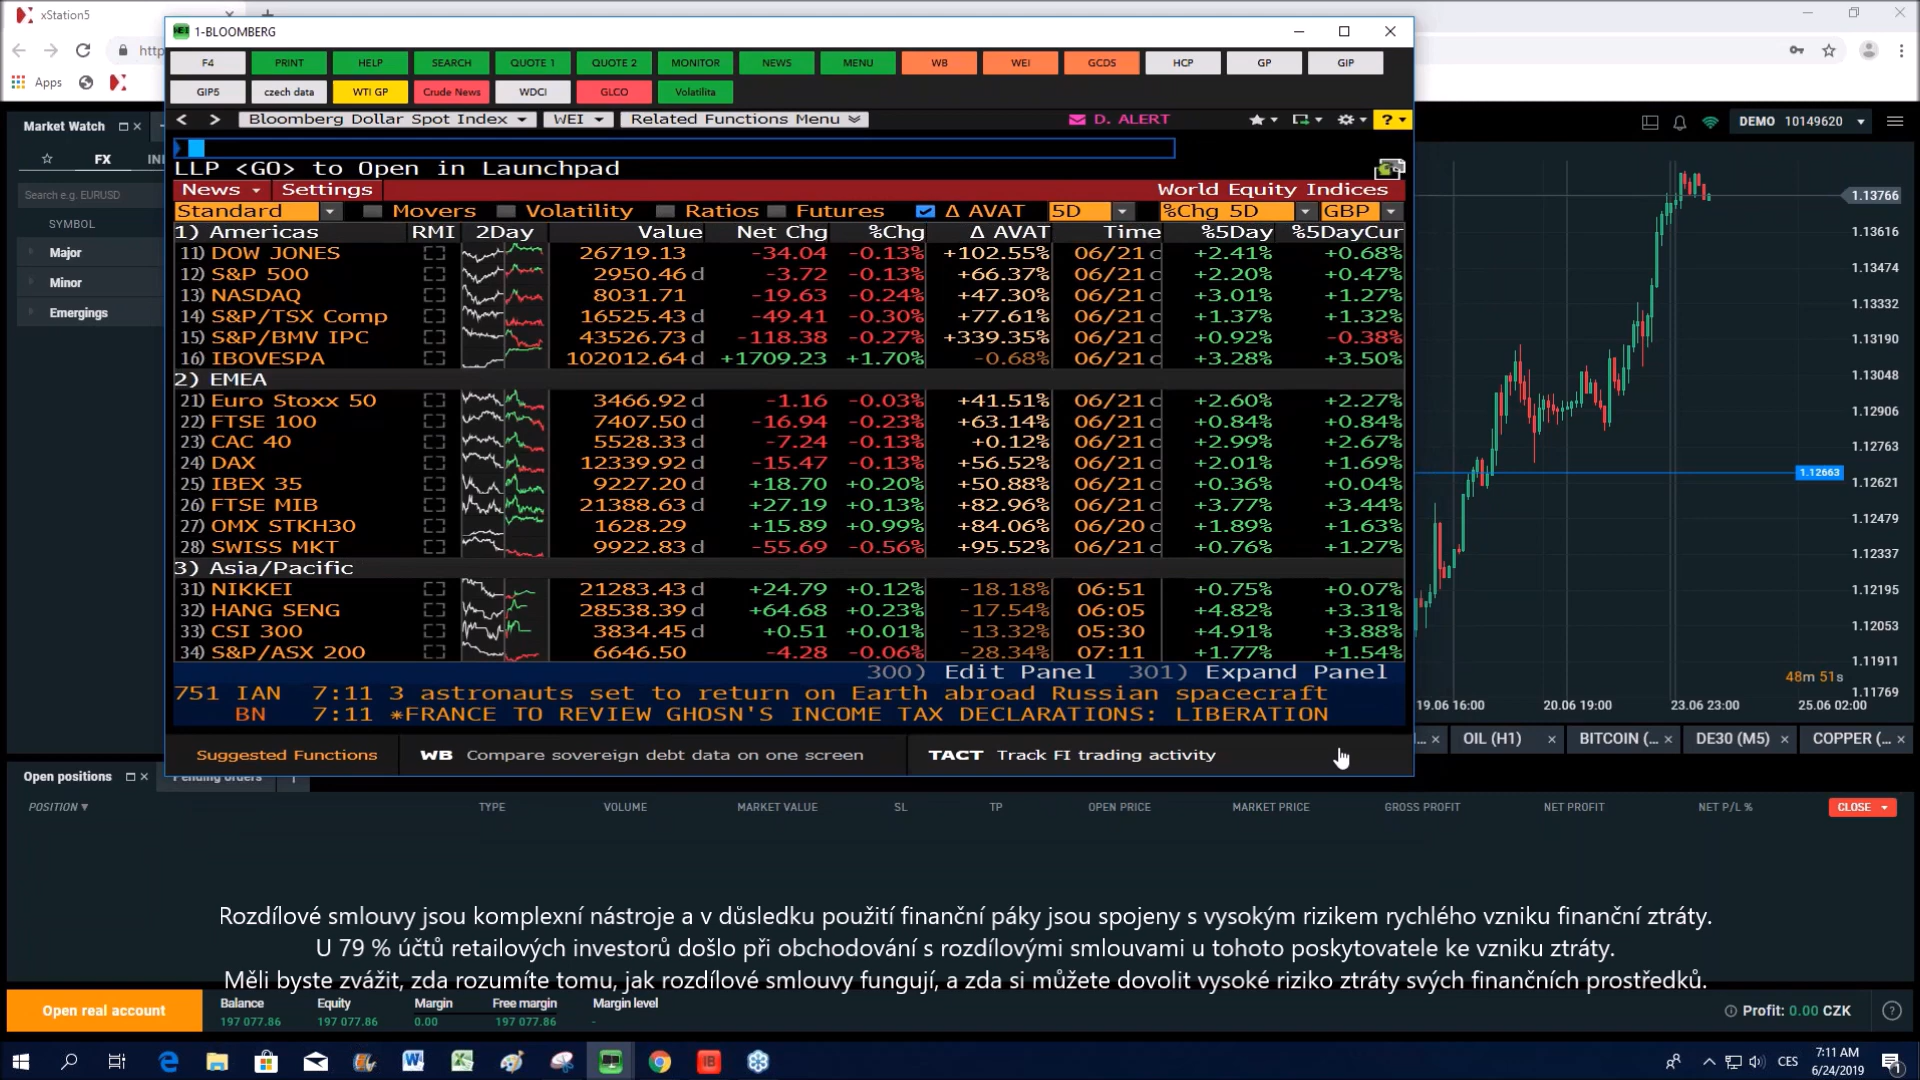 xStation5
1-BLOOMBERG
http
Apps
F4 PRINT HELP SEARCH QUOTE 1 QUOTE 2 MONITOR NEWS MENU WB WEI GCDS HCP GP GIP
GIP5 czech data WTI GP Crude News WDCI GLCO Volatilita
Bloomberg Dollar Spot Index WEI Related Functions Menu D. ALERT ?
LLP <GO> to Open in Launchpad
News Settings World Equity Indices
Standard Movers Volatility Ratios Futures Δ AVAT 5D %Chg 5D GBP
1) Americas RMI 2Day Value Net Chg %Chg Δ AVAT Time %5Day %5DayCur
11) DOW JONES 26719.13 -34.04 -0.13% +102.55% 06/21 c +2.41% +0.68%
12) S&P 500 2950.46 d -3.72 -0.13% +66.37% 06/21 c +2.20% +0.47%
13) NASDAQ 8031.71 -19.63 -0.24% +47.30% 06/21 c +3.01% +1.27%
14) S&P/TSX Comp 16525.43 d -49.41 -0.30% +77.61% 06/21 c +1.37% +1.32%
15) S&P/BMV IPC 43526.73 d -118.38 -0.27% +339.35% 06/21 c +0.92% -0.38%
16) IBOVESPA 102012.64 d +1709.23 +1.70% -0.68% 06/21 c +3.28% +3.50%
2) EMEA
21) Euro Stoxx 50 3466.92 d -1.16 -0.03% +41.51% 06/21 c +2.60% +2.27%
22) FTSE 100 7407.50 d -16.94 -0.23% +63.14% 06/21 c +0.84% +0.84%
23) CAC 40 5528.33 d -7.24 -0.13% +0.12% 06/21 c +2.99% +2.67%
24) DAX 12339.92 d -15.47 -0.13% +56.52% 06/21 c +2.01% +1.69%
25) IBEX 35 9227.20 d +18.70 +0.20% +50.88% 06/21 c +0.36% +0.04%
26) FTSE MIB 21388.63 d +27.19 +0.13% +82.96% 06/21 c +3.77% +3.44%
27) OMX STKH30 1628.29 +15.89 +0.99% +84.06% 06/20 c +1.89% +1.63%
28) SWISS MKT 9922.83 d -55.69 -0.56% +95.52% 06/21 c +0.76% +1.27%
3) Asia/Pacific
31) NIKKEI 21283.43 d +24.79 +0.12% -18.18% 06:51 +0.75% +0.07%
32) HANG SENG 28538.39 d +64.68 +0.23% -17.54% 06:05 +4.82% +3.31%
33) CSI 300 3834.45 d +0.51 +0.01% -13.32% 05:30 +4.91% +3.88%
34) S&P/ASX 200 6646.50 -4.28 -0.06% -28.34% 07:11 +1.77% +1.54%
300) Edit Panel 301) Expand Panel
751 IAN 7:11 3 astronauts set to return on Earth abroad Russian spacecraft
BN 7:11 *FRANCE TO REVIEW GHOSN'S INCOME TAX DECLARATIONS: LIBERATION
Suggested Functions WB Compare sovereign debt data on one screen TACT Track FI trading activity
Market Watch
FX IN
Search e.g. EURUSD
SYMBOL
Major
Minor
Emergings
DEMO 10149620
1.13766
1.13616
1.13474
1.13332
1.13190
1.13048
1.12906
1.12763
1.12663
1.12621
1.12479
1.12337
1.12195
1.12053
1.11911
48m 51s
1.11769
19.06 16:00 20.06 19:00 23.06 23:00 25.06 02:00
... OIL (H1) BITCOIN (... DE30 (M5) COPPER (...
Open positions Pending orders
POSITION TYPE VOLUME MARKET VALUE SL TP OPEN PRICE MARKET PRICE GROSS PROFIT NET PROFIT NET P/L % CLOSE
Rozdílové smlouvy jsou komplexní nástroje a v důsledku použití finanční páky jsou spojeny s vysokým rizikem rychlého vzniku finanční ztráty.
U 79 % účtů retailových investorů došlo při obchodování s rozdílovými smlouvami u tohoto poskytovatele ke vzniku ztráty.
Měli byste zvážit, zda rozumíte tomu, jak rozdílové smlouvy fungují, a zda si můžete dovolit vysoké riziko ztráty svých finančních prostředků.
Open real account
Balance Equity Margin Free margin Margin level
197 077.86 197 077.86 0.00 197 077.86 -
Profit: 0.00 CZK
CES
7:11 AM
6/24/2019